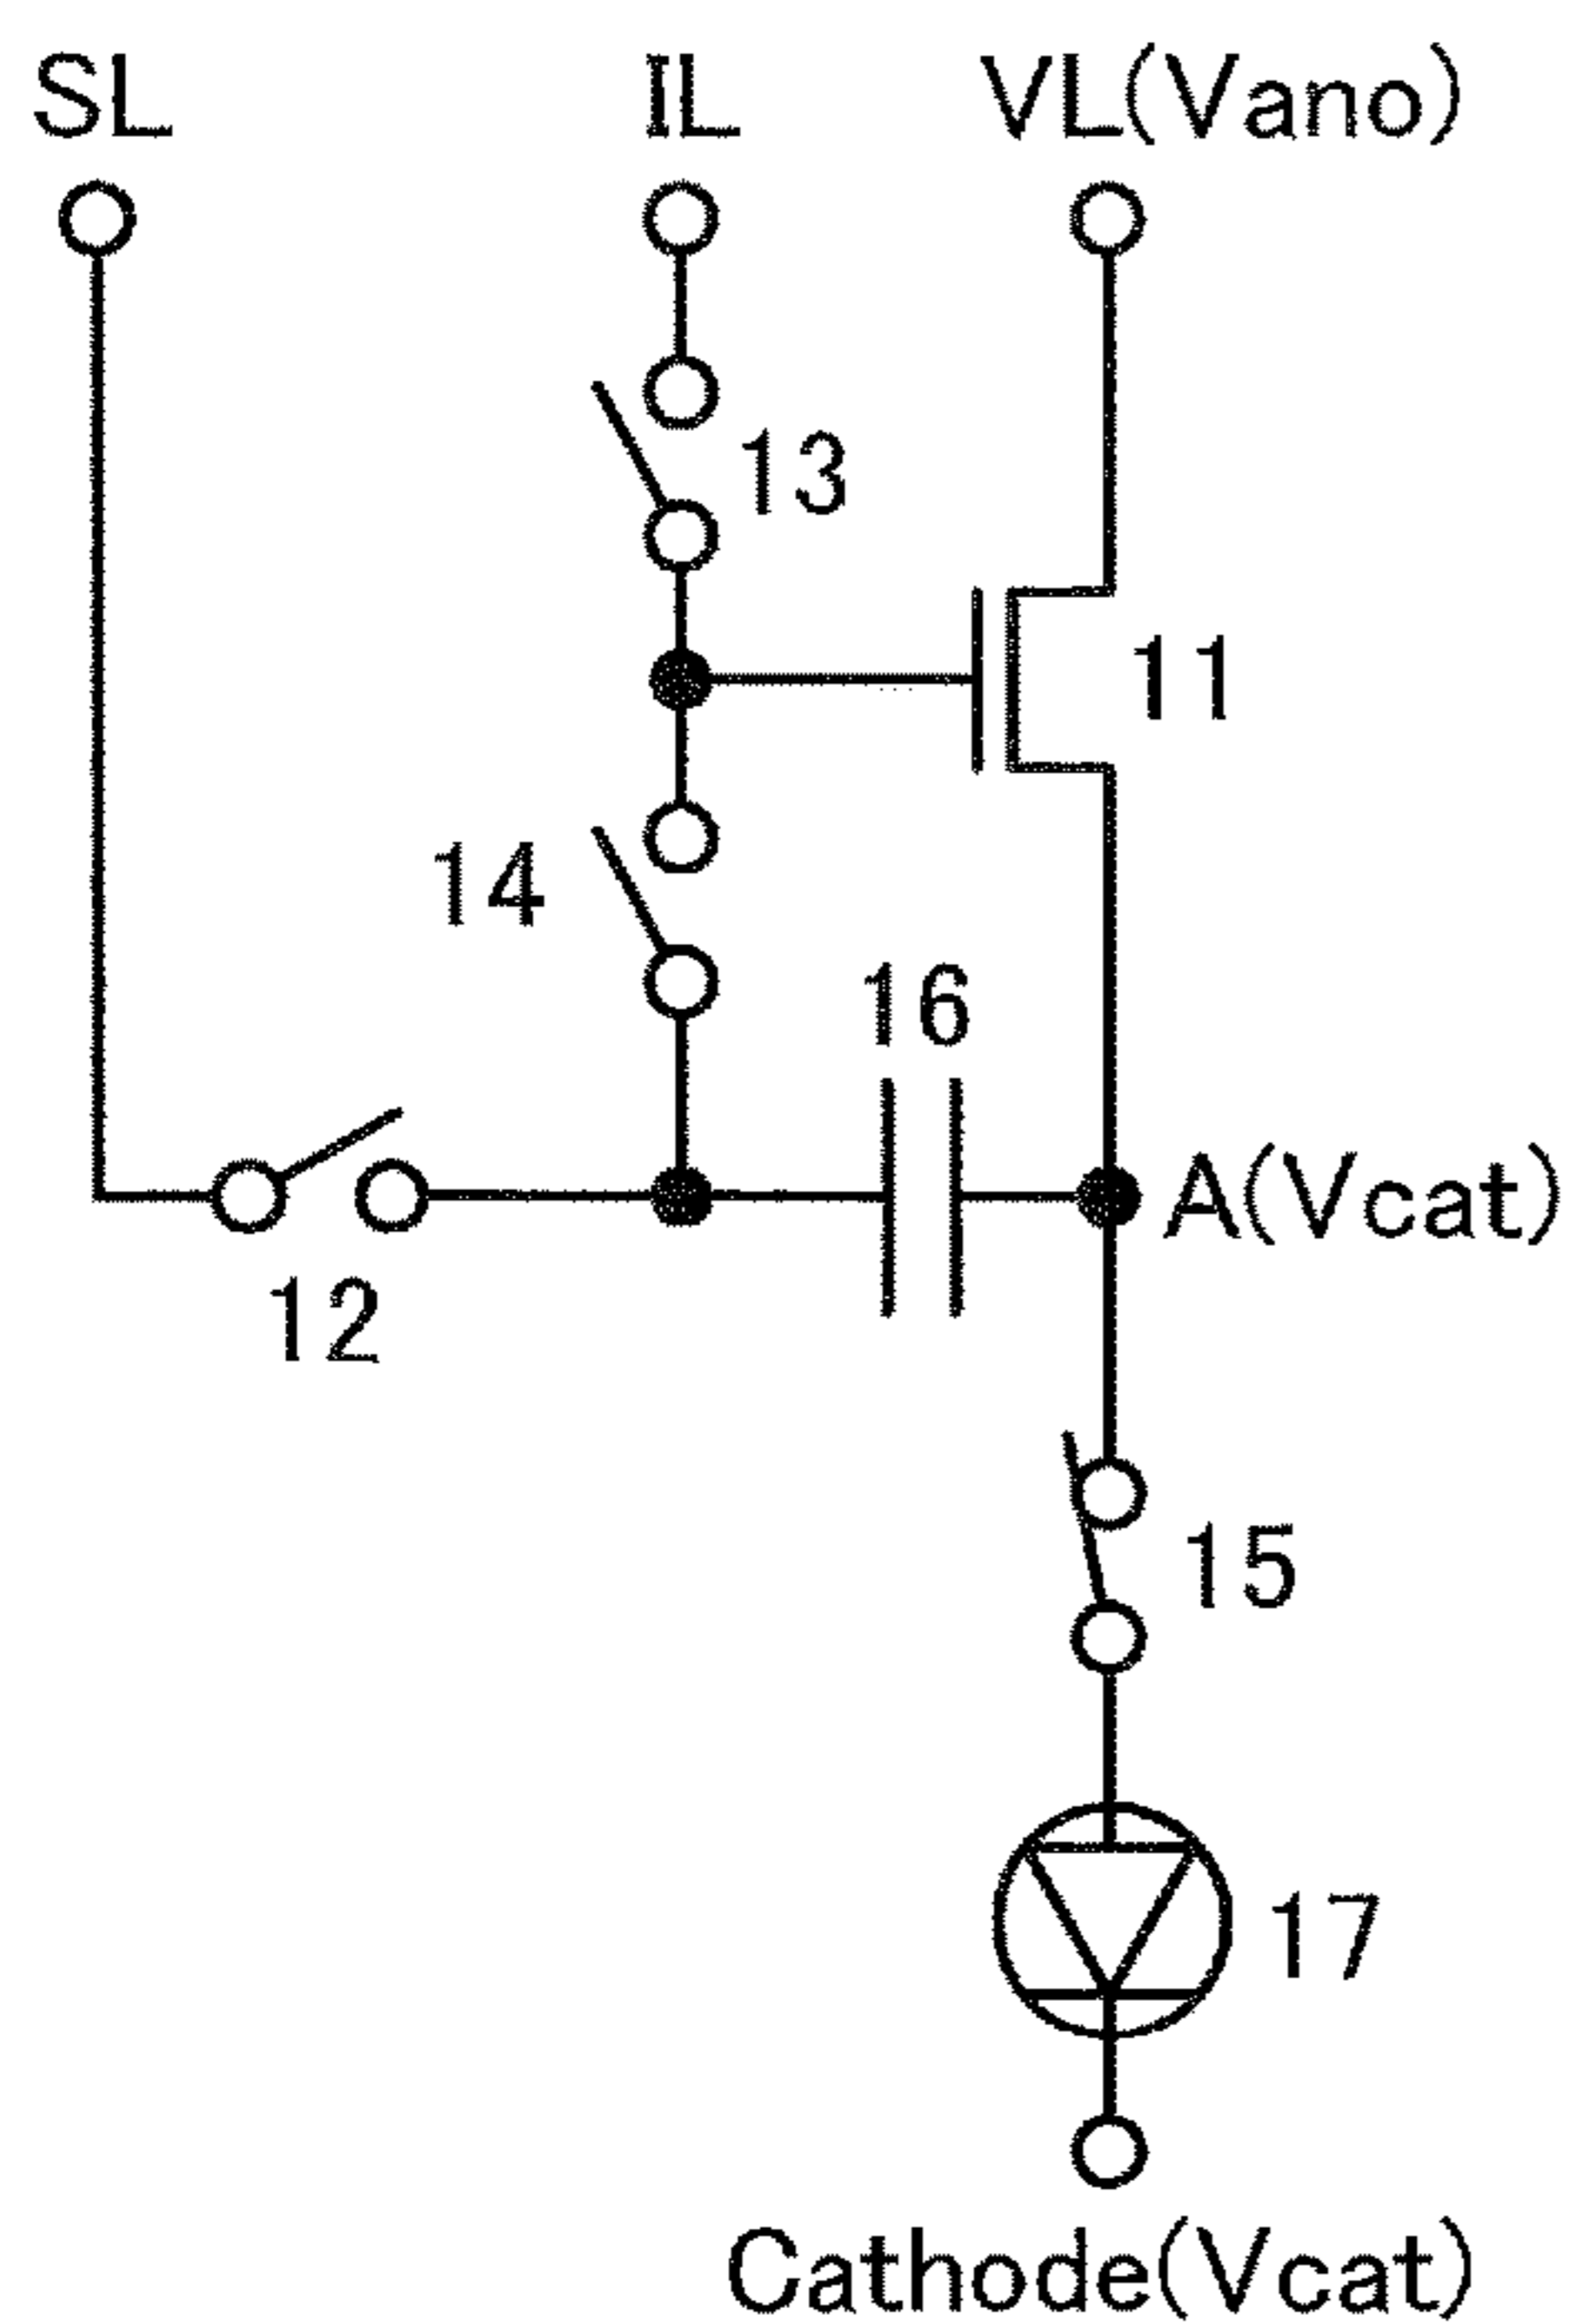 SL
IL
VL(Vano)
13
11
14
16
A(Vcat)
12
15
17
Cathode(Vcat)